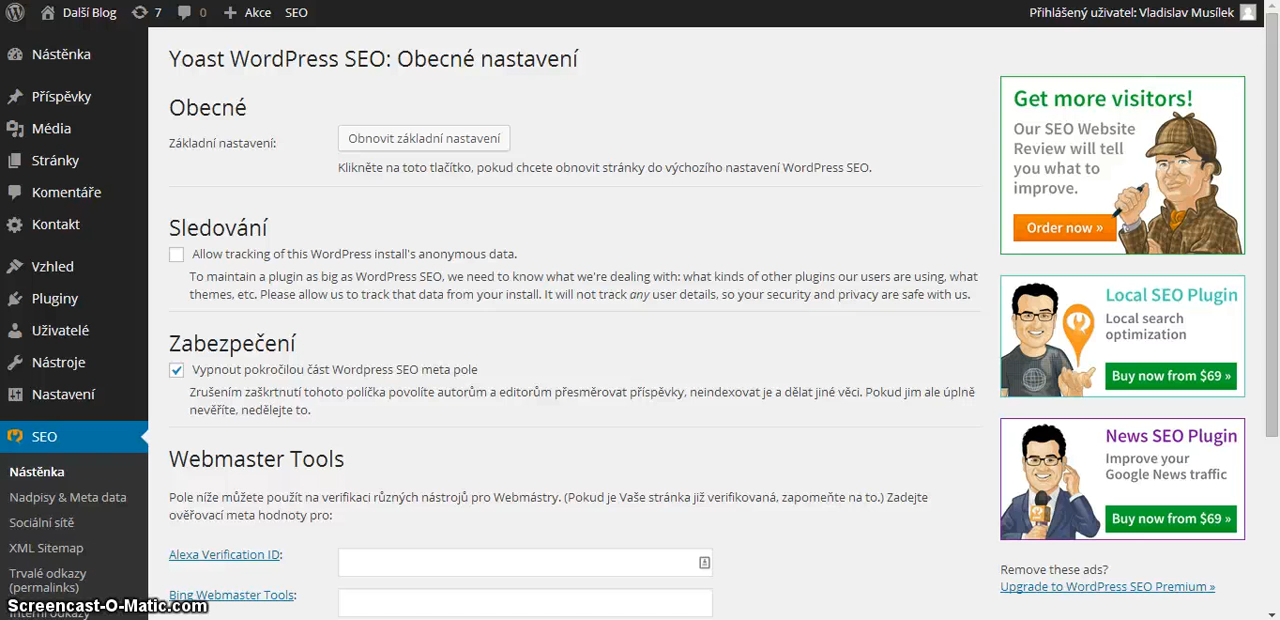 Další Blog 7 0 Akce SEO Přihlášený uživatel: Vladislav Musílek
Nástěnka
Příspěvky
Média
Stránky
Komentáře
Kontakt
Vzhled
Pluginy
Uživatelé
Nástroje
Nastavení
SEO
Nástěnka
Nadpisy & Meta data
Sociální sítě
XML Sitemap
Trvalé odkazy
(permalinks)
Interní odkazy
Screencast-O-Matic.com
Yoast WordPress SEO: Obecné nastavení
Obecné
Základní nastavení: Obnovit základní nastavení
Klikněte na toto tlačítko, pokud chcete obnovit stránky do výchozího nastavení WordPress SEO.
Sledování
Allow tracking of this WordPress install's anonymous data.
To maintain a plugin as big as WordPress SEO, we need to know what we're dealing with: what kinds of other plugins our users are using, what
themes, etc. Please allow us to track that data from your install. It will not track any user details, so your security and privacy are safe with us.
Zabezpečení
Vypnout pokročilou část Wordpress SEO meta pole
Zrušením zaškrtnutí tohoto políčka povolíte autorům a editorům přesměrovat příspěvky, neindexovat je a dělat jiné věci. Pokud jim ale úplně
nevěříte, nedělejte to.
Webmaster Tools
Pole níže můžete použít na verifikaci různých nástrojů pro Webmástry. (Pokud je Vaše stránka již verifikovaná, zapomeňte na to.) Zadejte
ověřovací meta hodnoty pro:
Alexa Verification ID:
Bing Webmaster Tools:
Get more visitors!
Our SEO Website
Review will tell
you what to
improve.
Order now »
Local SEO Plugin
Local search
optimization
Buy now from $69 »
News SEO Plugin
Improve your
Google News traffic
Buy now from $69 »
Remove these ads?
Upgrade to WordPress SEO Premium »